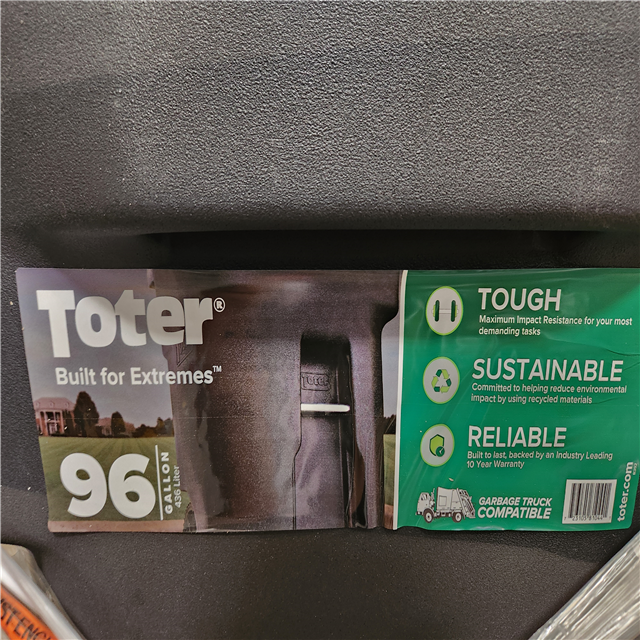 Toter®
Built for Extremes™
96
GALLON
436 Liter
Toter
TOUGH
Maximum Impact Resistance for your most
demanding tasks
SUSTAINABLE
Committed to helping reduce environmental
impact by using recycled materials
RELIABLE
Built to last, backed by an Industry Leading
10 Year Warranty
GARBAGE TRUCK
COMPATIBLE
toter.com